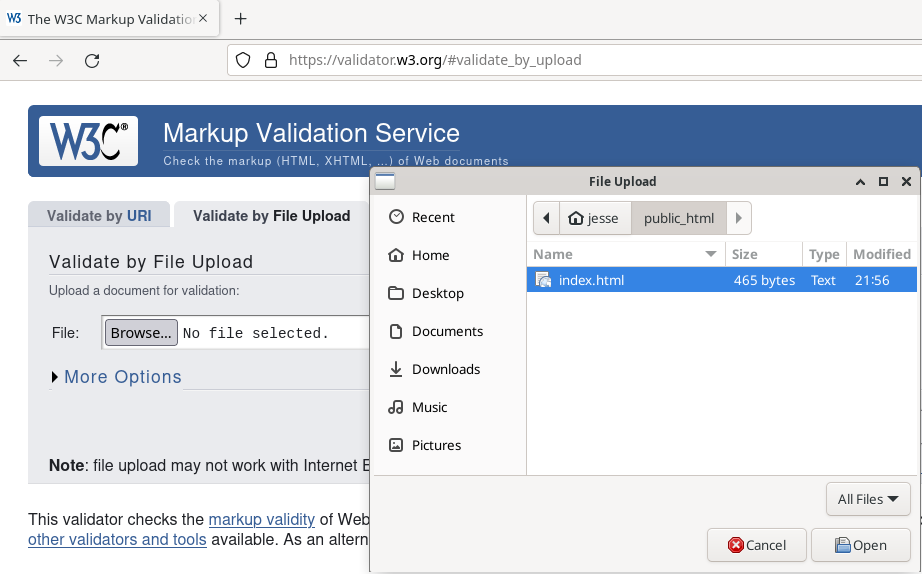 W3 The W3C Markup Validatio
https://validator.w3.org/#validate_by_upload
W3C®
Markup Validation Service
Check the markup (HTML, XHTML, …) of Web documents
Validate by URI
Validate by File Upload
Validate by File Upload
Upload a document for validation:
File:
Browse...
No file selected.
More Options
Note: file upload may not work with Internet E
This validator checks the markup validity of Web
other validators and tools available. As an altern
File Upload
Recent
Home
Desktop
Documents
Downloads
Music
Pictures
jesse
public_html
Name Size Type Modified
index.html 465 bytes Text 21:56
All Files
Cancel
Open